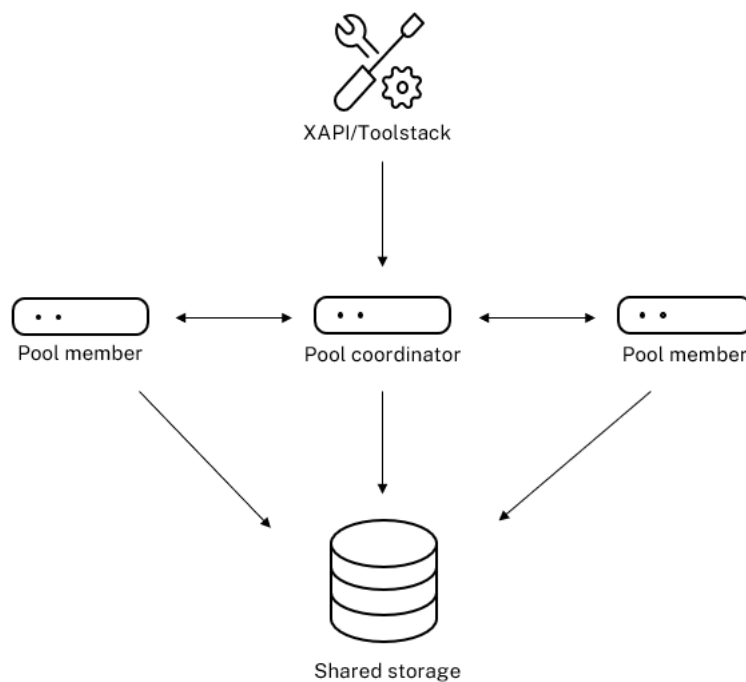 XAPI/Toolstack
Pool member
Pool coordinator
Pool member
Shared storage